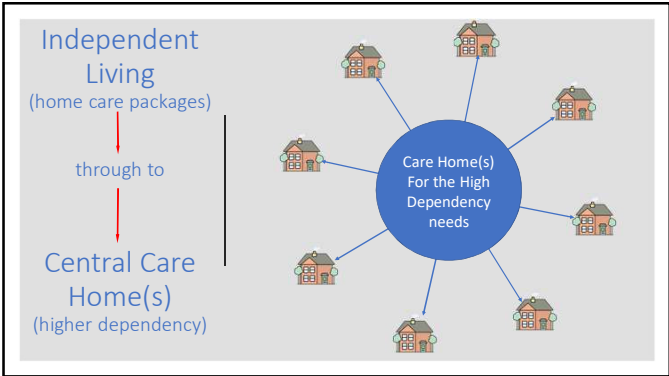 Independent
Living
(home care packages)
through to
Central Care
Home(s)
(higher dependency)
Care Home(s)
For the High
Dependency
needs